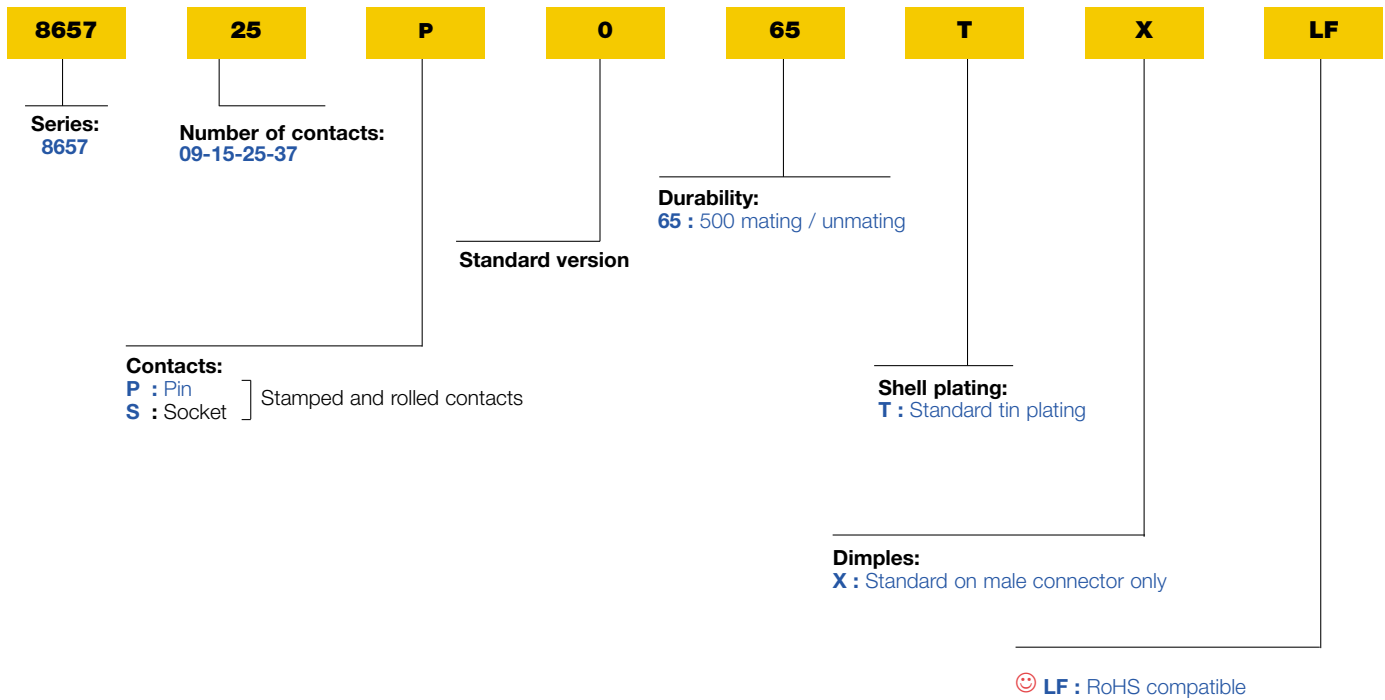 8657 25 P 0 65 T X LF
Series:
8657
Number of contacts:
09-15-25-37
Durability:
65 : 500 mating / unmating
Standard version
Contacts:
P : Pin
S : Socket
Stamped and rolled contacts
Shell plating:
T : Standard tin plating
Dimples:
X : Standard on male connector only
LF : RoHS compatible